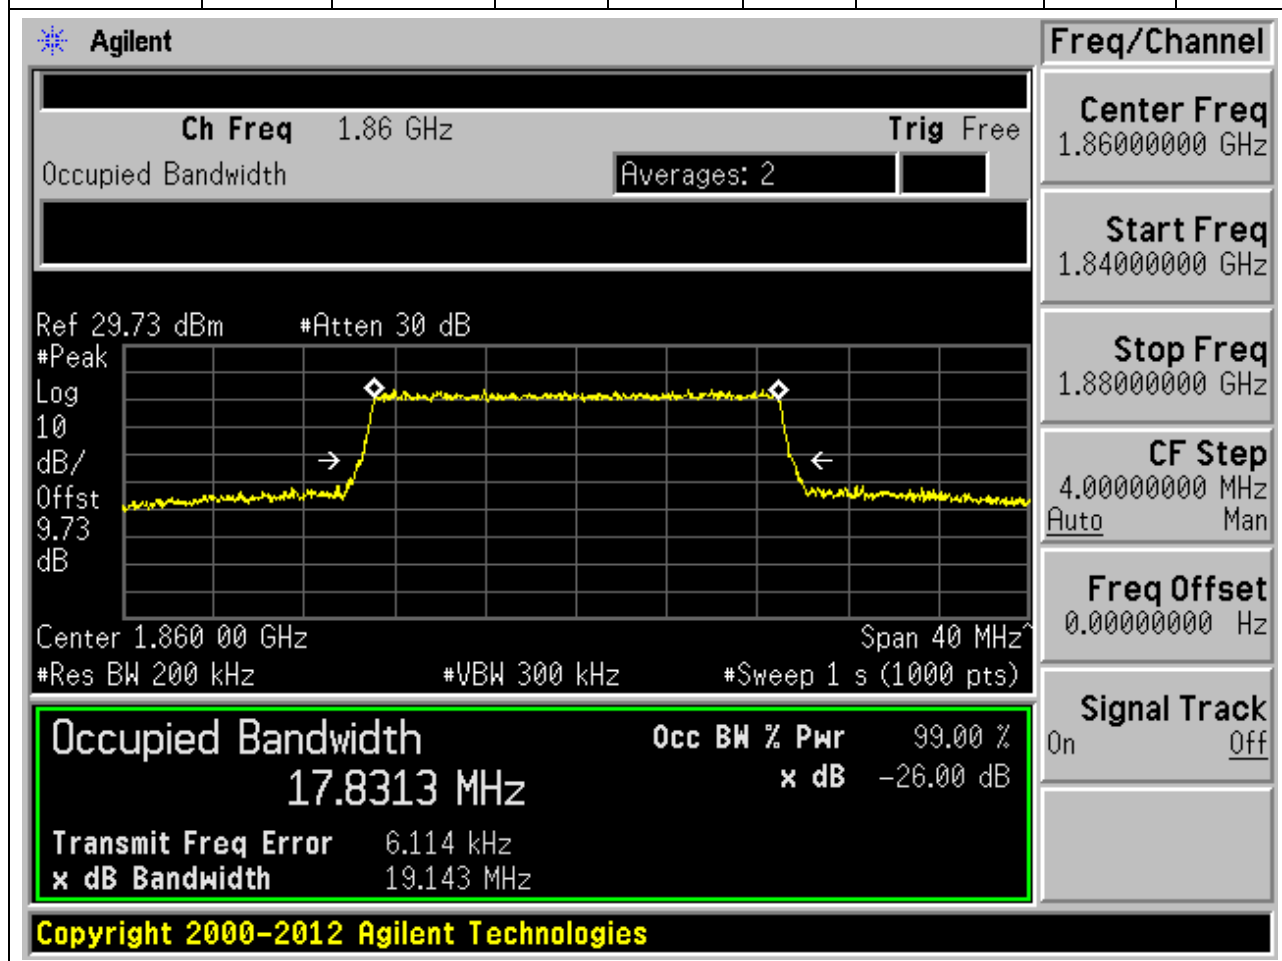 Agilent
Freq/Channel
Ch Freq 1.86 GHz Trig Free
Occupied Bandwidth Averages: 2
Center Freq
1.86000000 GHz
Start Freq
1.84000000 GHz
Stop Freq
1.88000000 GHz
CF Step
4.00000000 MHz
Auto Man
Freq Offset
0.00000000 Hz
Signal Track
On Off
Ref 29.73 dBm #Atten 30 dB
#Peak
Log
10
dB/
Offst
9.73
dB
Center 1.860 00 GHz Span 40 MHz^
#Res BW 200 kHz #VBW 300 kHz #Sweep 1 s (1000 pts)
Occupied Bandwidth Occ BW % Pwr 99.00 %
17.8313 MHz x dB -26.00 dB
Transmit Freq Error 6.114 kHz
x dB Bandwidth 19.143 MHz
Copyright 2000-2012 Agilent Technologies